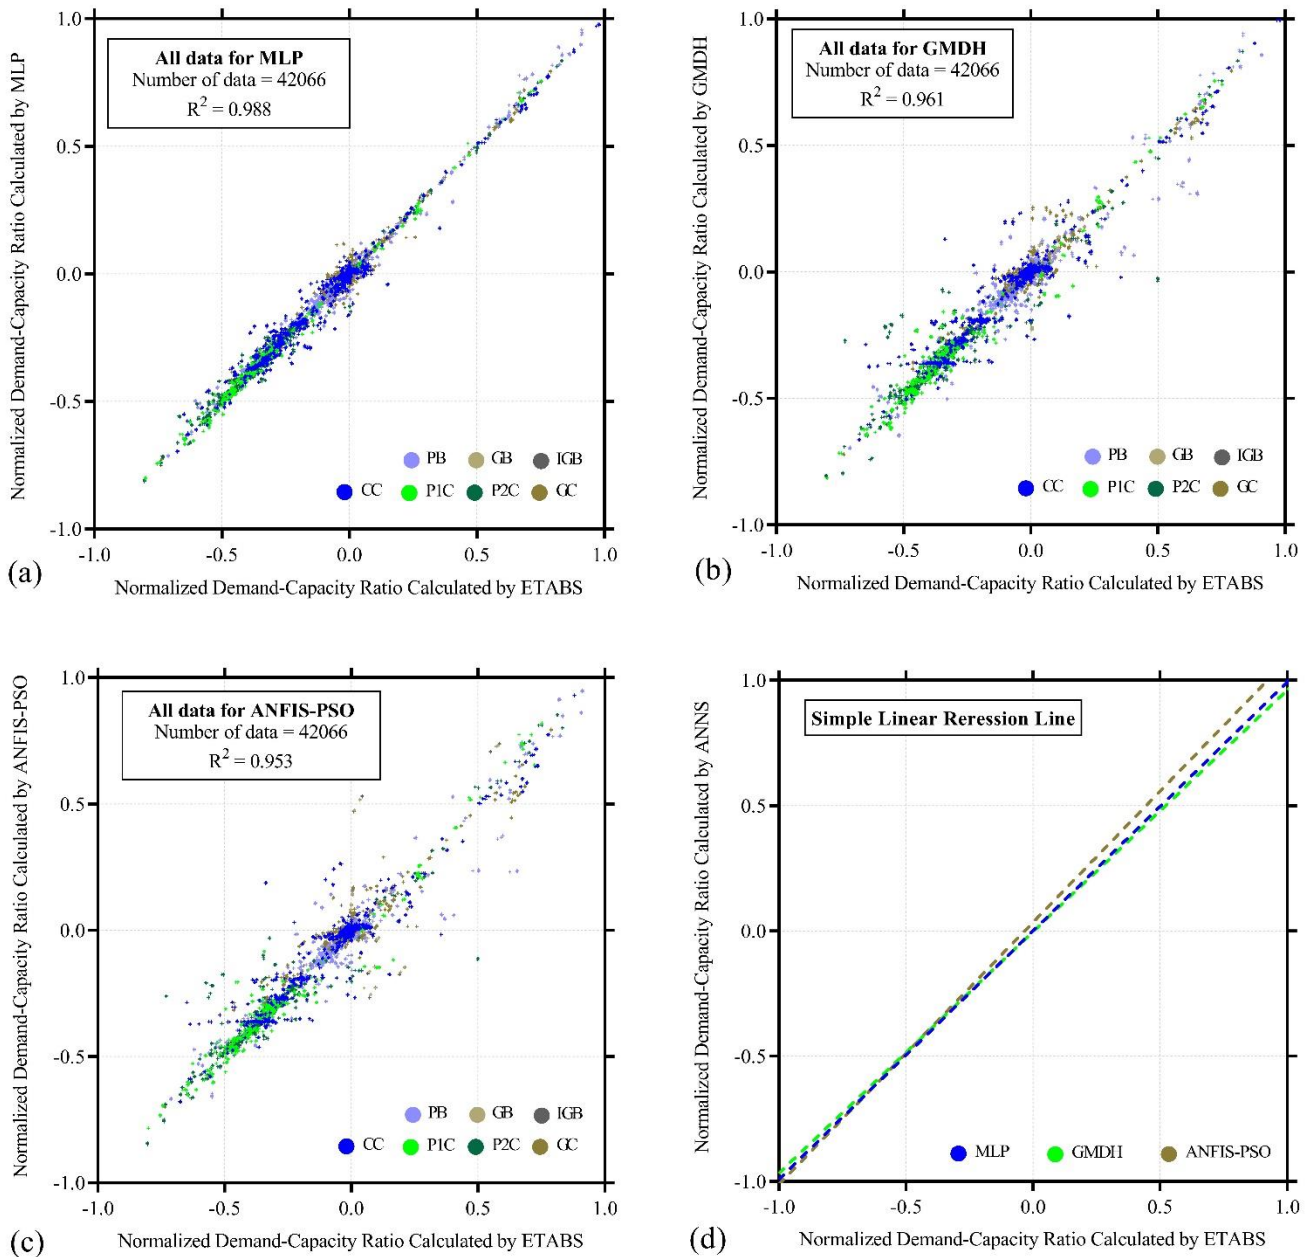 Normalized Demand-Capacity Ratio Calculated by MLP
1.0
0.5
0.0
-0.5
-1.0
All data for MLP
Number of data = 42066
R² = 0.988
PB GB IGB
CC P1C P2C GC
-1.0 -0.5 0.0 0.5 1.0
(a)
Normalized Demand-Capacity Ratio Calculated by ETABS
Normalized Demand-Capacity Ratio Calculated by GMDH
1.0
0.5
0.0
-0.5
-1.0
All data for GMDH
Number of data = 42066
R² = 0.961
PB GB IGB
CC P1C P2C GC
-1.0 -0.5 0.0 0.5 1.0
(b)
Normalized Demand-Capacity Ratio Calculated by ETABS
Normalized Demand-Capacity Ratio Calculated by ANFIS-PSO
1.0
0.5
0.0
-0.5
-1.0
All data for ANFIS-PSO
Number of data = 42066
R² = 0.953
PB GB IGB
CC P1C P2C GC
-1.0 -0.5 0.0 0.5 1.0
(c)
Normalized Demand-Capacity Ratio Calculated by ETABS
Normalized Demand-Capacity Ratio Calculated by ANNS
1.0
0.5
0.0
-0.5
-1.0
Simple Linear Reression Line
MLP GMDH ANFIS-PSO
-1.0 -0.5 0.0 0.5 1.0
(d)
Normalized Demand-Capacity Ratio Calculated by ETABS